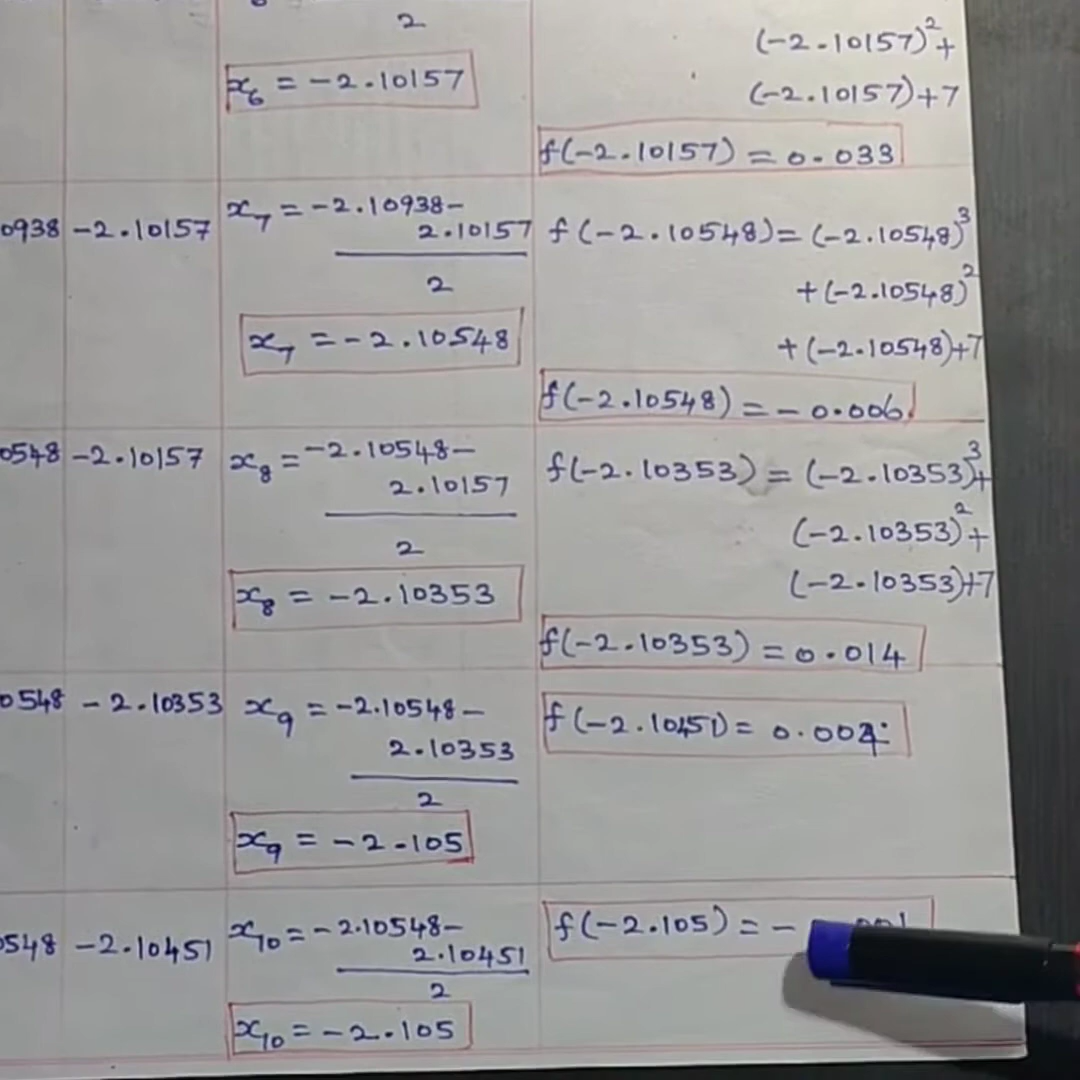 2
x₆ = -2.10157
(-2.10157)²+
(-2.10157)+7
f(-2.10157) = 0.033
0938 -2.10157
x₇ = -2.10938-
2.10157
2
x₇ = -2.10548
f(-2.10548)=(-2.10548)³
+(-2.10548)²
+(-2.10548)+7
f(-2.10548) = -0.006
0548 -2.10157
x₈ = -2.10548-
2.10157
2
x₈ = -2.10353
f(-2.10353) = (-2.10353)³+
(-2.10353)²+
(-2.10353)+7
f(-2.10353) = 0.014
0548 -2.10353
x₉ = -2.10548-
2.10353
2
x₉ = -2.105
f(-2.10451) = 0.004
0548 -2.10451
x₁₀ = -2.10548-
2.10451
2
x₁₀ = -2.105
f(-2.105) = -